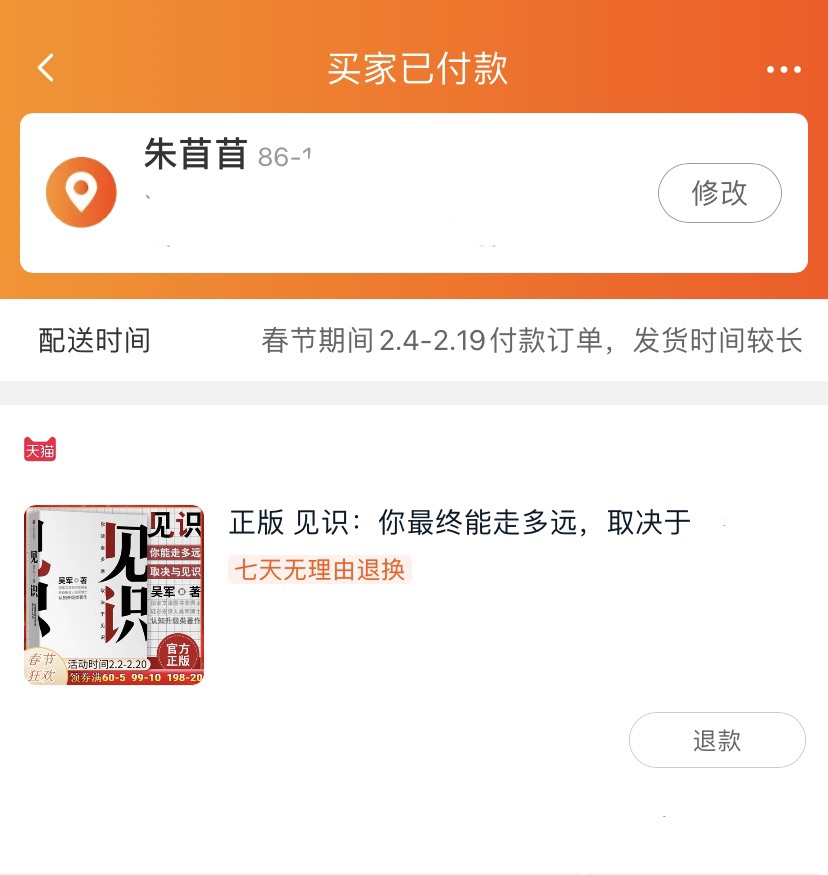 买家已付款
朱苜苜 86-1
修改
配送时间 春节期间2.4-2.19付款订单，发货时间较长
天猫
正版 见识：你最终能走多远，取决于
七天无理由退换
见识
见识
吴军 著
见识
你能走多远
取决与见识
吴军 著
认知升级类著作
官方
正版
春节
狂欢
活动时间2.2-2.20
领券满60-5 99-10 198-20
退款